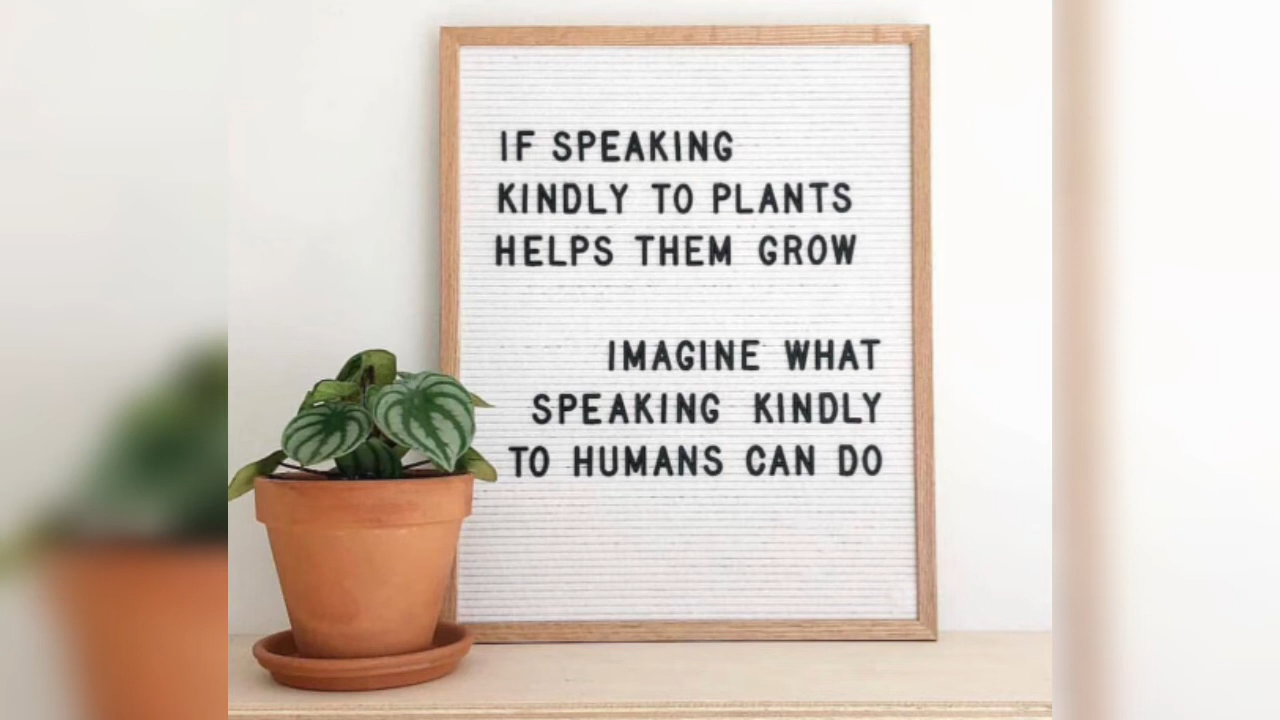 IF SPEAKING
KINDLY TO PLANTS
HELPS THEM GROW
IMAGINE WHAT
SPEAKING KINDLY
TO HUMANS CAN DO